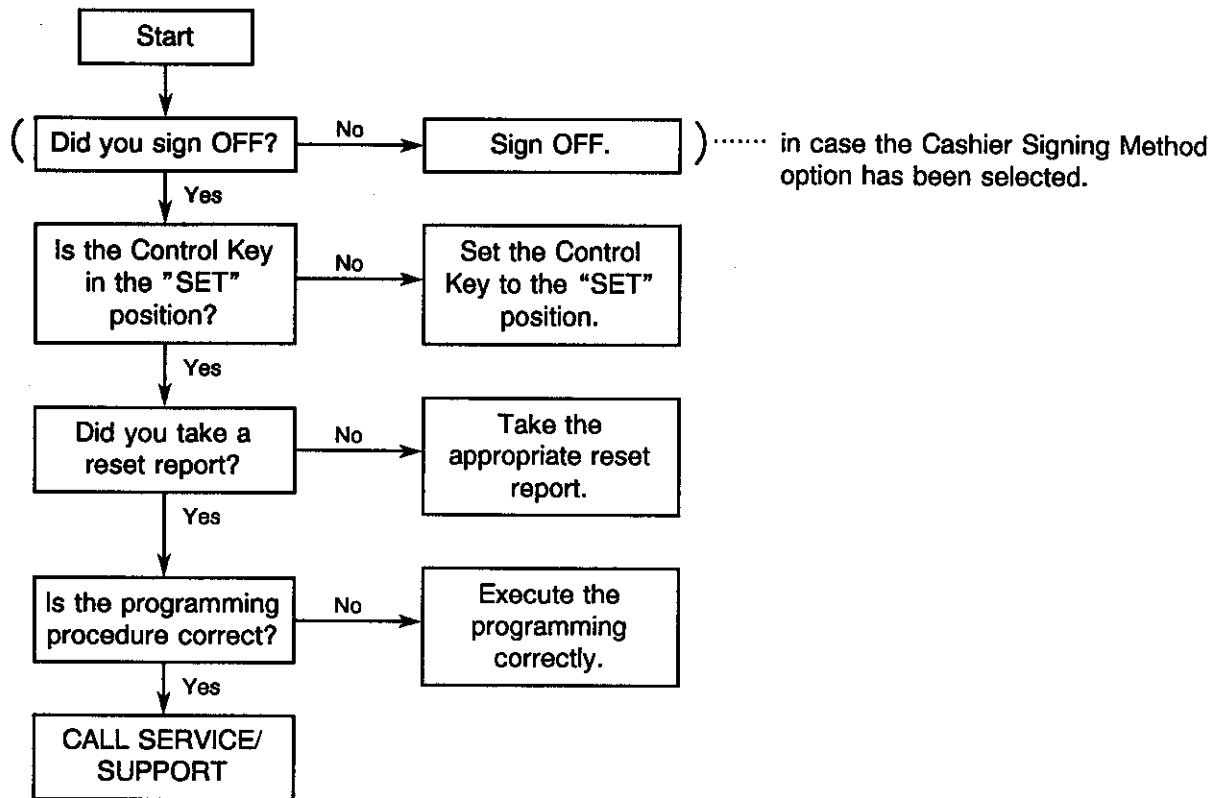 Start
( Did you sign OFF? No Sign OFF. ) ········ in case the Cashier Signing Method
option has been selected.
Yes
Is the Control Key
in the ”SET”
position?
No
Set the Control
Key to the “SET”
position.
Yes
Did you take a
reset report?
No
Take the
appropriate reset
report.
Yes
Is the programming
procedure correct?
No
Execute the
programming
correctly.
Yes
CALL SERVICE/
SUPPORT